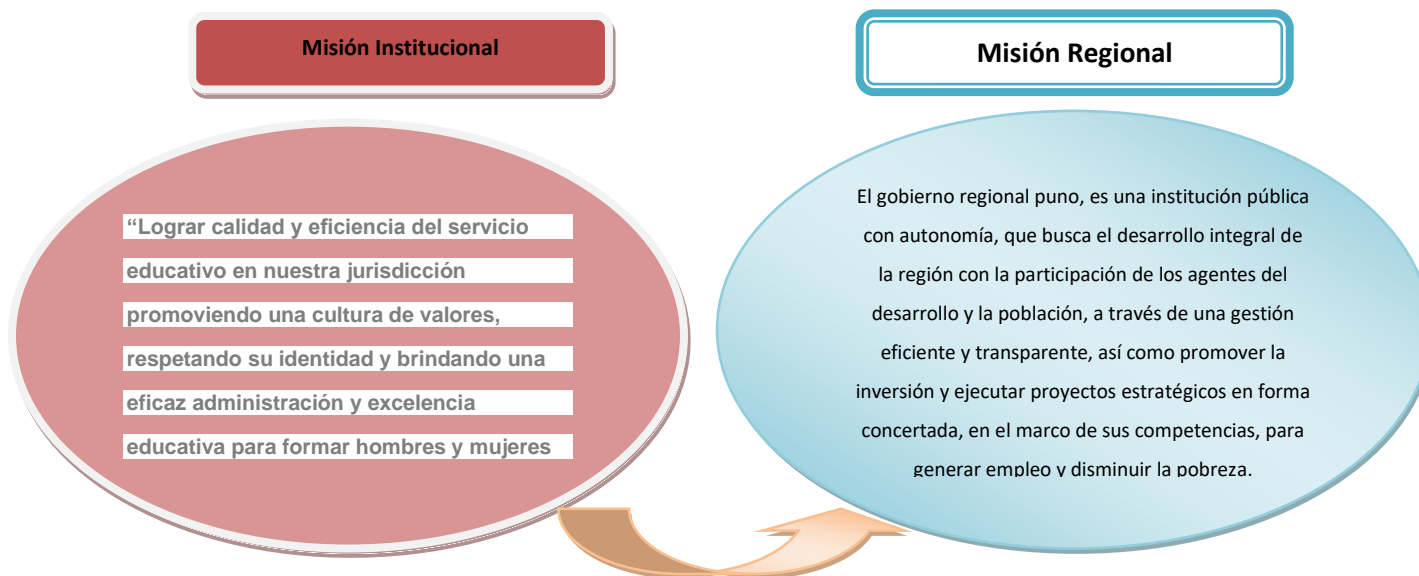 Misión Institucional
“Lograr calidad y eficiencia del servicio
educativo en nuestra jurisdicción
promoviendo una cultura de valores,
respetando su identidad y brindando una
eficaz administración y excelencia
educativa para formar hombres y mujeres
Misión Regional
El gobierno regional puno, es una institución pública
con autonomía, que busca el desarrollo integral de
la región con la participación de los agentes del
desarrollo y la población, a través de una gestión
eficiente y transparente, así como promover la
inversión y ejecutar proyectos estratégicos en forma
concertada, en el marco de sus competencias, para
generar empleo y disminuir la pobreza.